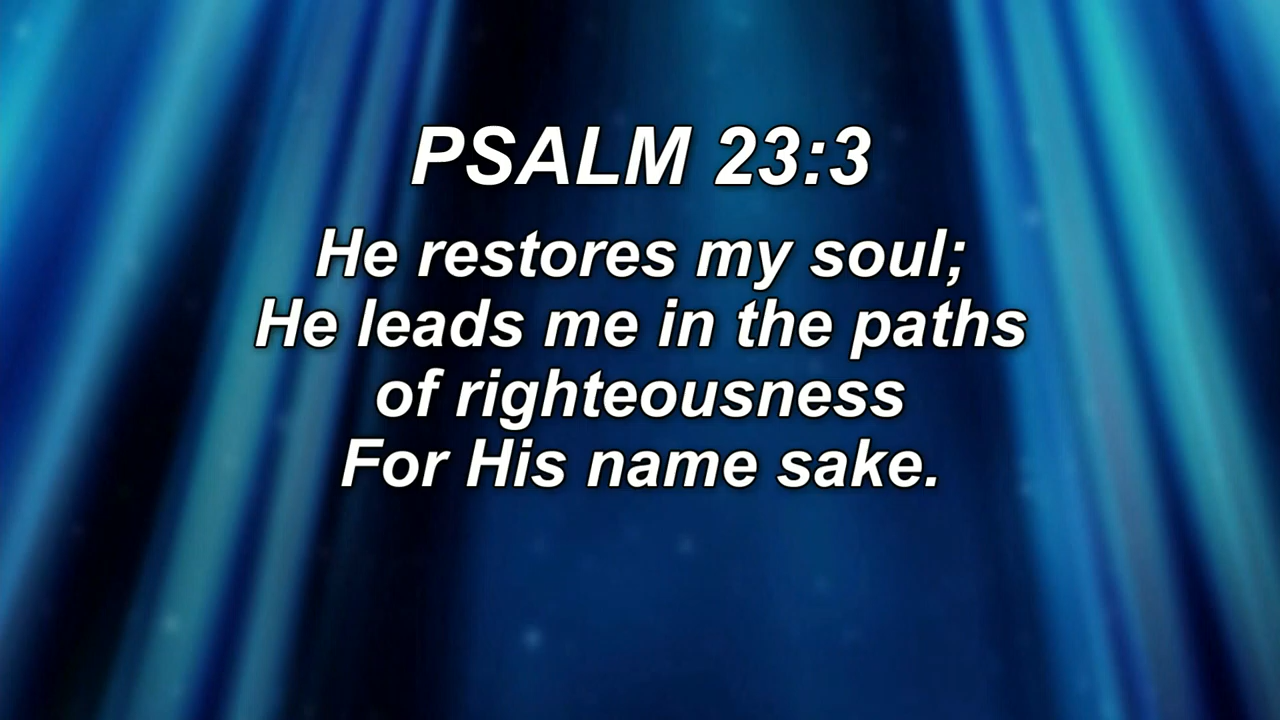 PSALM 23:3
He restores my soul;
He leads me in the paths
of righteousness
For His name sake.